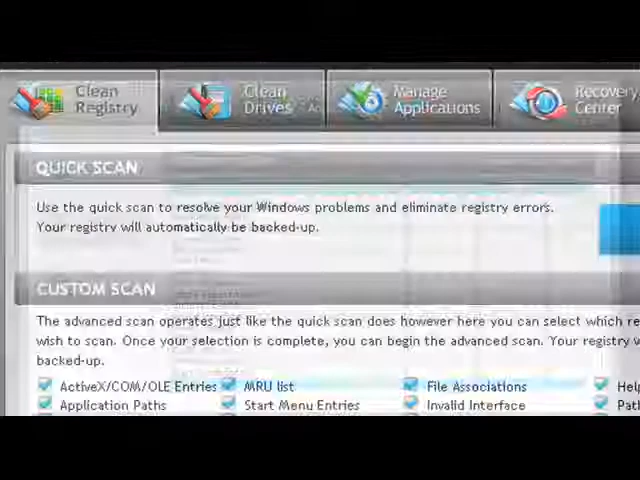 Clean Registry
Clean Drives
Manage Applications
Recovery Center
QUICK SCAN
Use the quick scan to resolve your Windows problems and eliminate registry errors.
Your registry will automatically be backed-up.
CUSTOM SCAN
The advanced scan operates just like the quick scan does however here you can select which re
wish to scan. Once your selection is complete, you can begin the advanced scan. Your registry w
backed-up.
ActiveX/COM/OLE Entries MRU list File Associations Help
Application Paths Start Menu Entries Invalid Interface Path